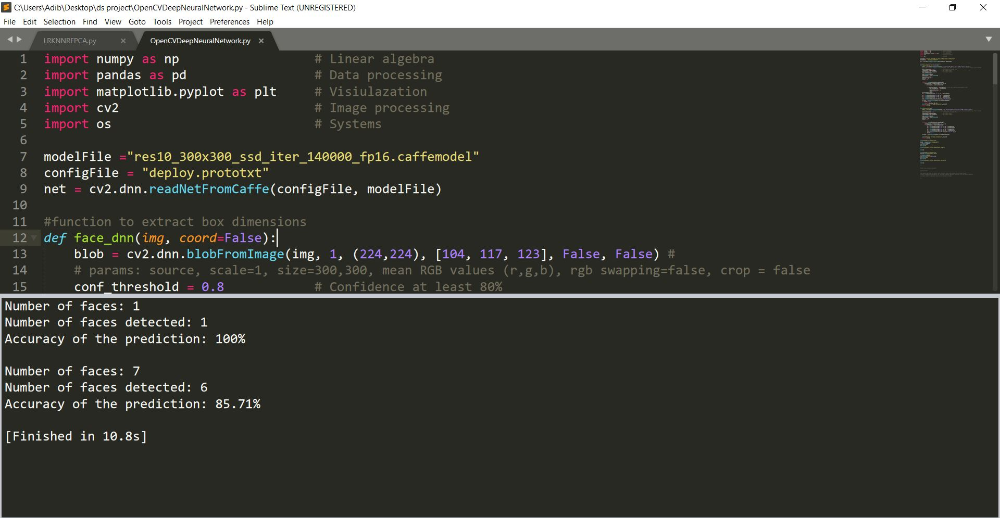 C:\Users\Adib\Desktop\ds project\OpenCVDeepNeuralNetwork.py - Sublime Text (UNREGISTERED)
File Edit Selection Find View Goto Tools Project Preferences Help
LRKNNRFPCA.py OpenCVDeepNeuralNetwork.py
1 import numpy as np # Linear algebra
2 import pandas as pd # Data processing
3 import matplotlib.pyplot as plt # Visiulazation
4 import cv2 # Image processing
5 import os # Systems
6
7 modelFile ="res10_300x300_ssd_iter_140000_fp16.caffemodel"
8 configFile = "deploy.prototxt"
9 net = cv2.dnn.readNetFromCaffe(configFile, modelFile)
10
11 #function to extract box dimensions
12 def face_dnn(img, coord=False):
13 blob = cv2.dnn.blobFromImage(img, 1, (224,224), [104, 117, 123], False, False) #
14 # params: source, scale=1, size=300,300, mean RGB values (r,g,b), rgb swapping=false, crop = false
15 conf_threshold = 0.8 # Confidence at least 80%
Number of faces: 1
Number of faces detected: 1
Accuracy of the prediction: 100%
Number of faces: 7
Number of faces detected: 6
Accuracy of the prediction: 85.71%
[Finished in 10.8s]